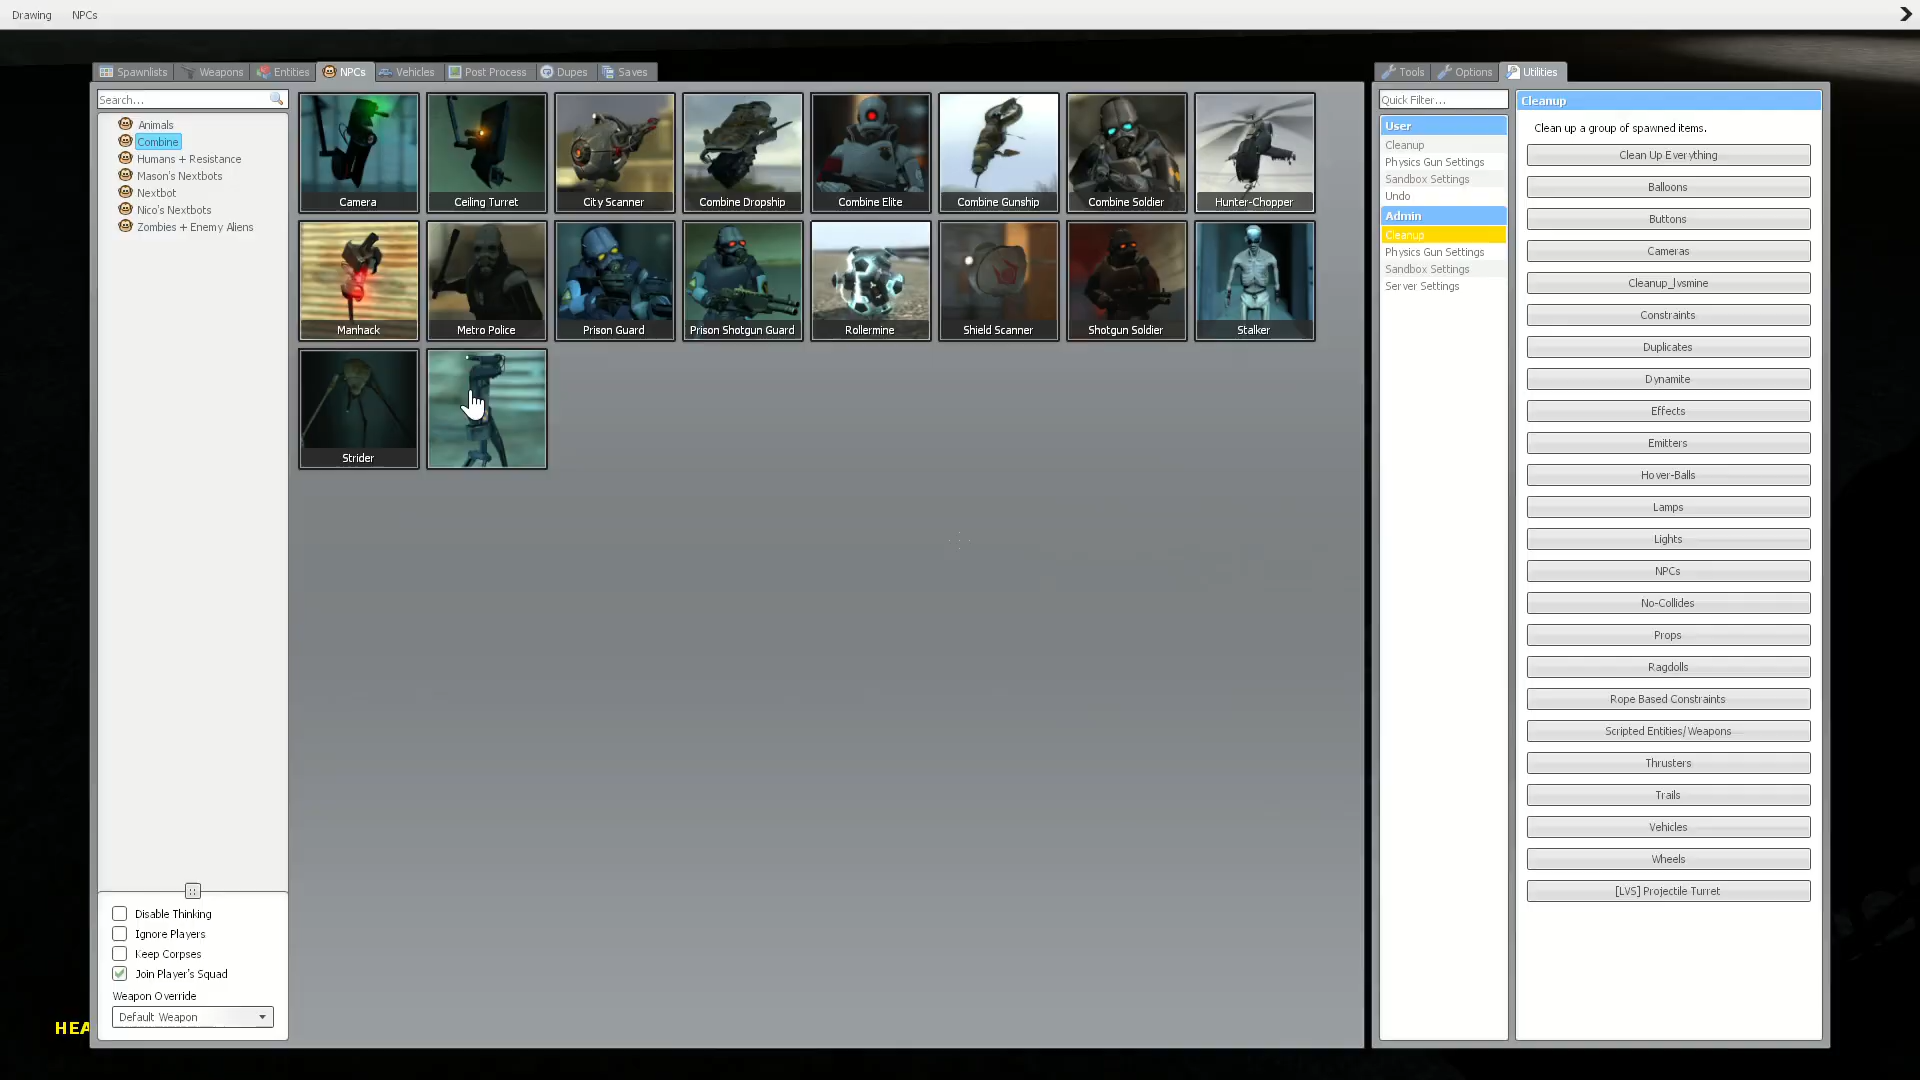 Drawing NPCs
Spawnlists Weapons Entities NPCs Vehicles Post Process Dupes Saves
Tools Options Utilities
Search...
Animals
Combine
Humans + Resistance
Mason's Nextbots
Nextbot
Nico's Nextbots
Zombies + Enemy Aliens
Camera Ceiling Turret City Scanner Combine Dropship Combine Elite Combine Gunship Combine Soldier Hunter-Chopper
Manhack Metro Police Prison Guard Prison Shotgun Guard Rollermine Shield Scanner Shotgun Soldier Stalker
Strider
Disable Thinking
Ignore Players
Keep Corpses
Join Player's Squad
Weapon Override
Default Weapon
HEA
Quick Filter...
User
Cleanup
Physics Gun Settings
Sandbox Settings
Undo
Admin
Cleanup
Physics Gun Settings
Sandbox Settings
Server Settings
Cleanup
Clean up a group of spawned items.
Clean Up Everything
Balloons
Buttons
Cameras
Cleanup_lvsmine
Constraints
Duplicates
Dynamite
Effects
Emitters
Hover-Balls
Lamps
Lights
NPCs
No-Collides
Props
Ragdolls
Rope Based Constraints
Scripted Entities/Weapons
Thrusters
Trails
Vehicles
Wheels
[LVS] Projectile Turret